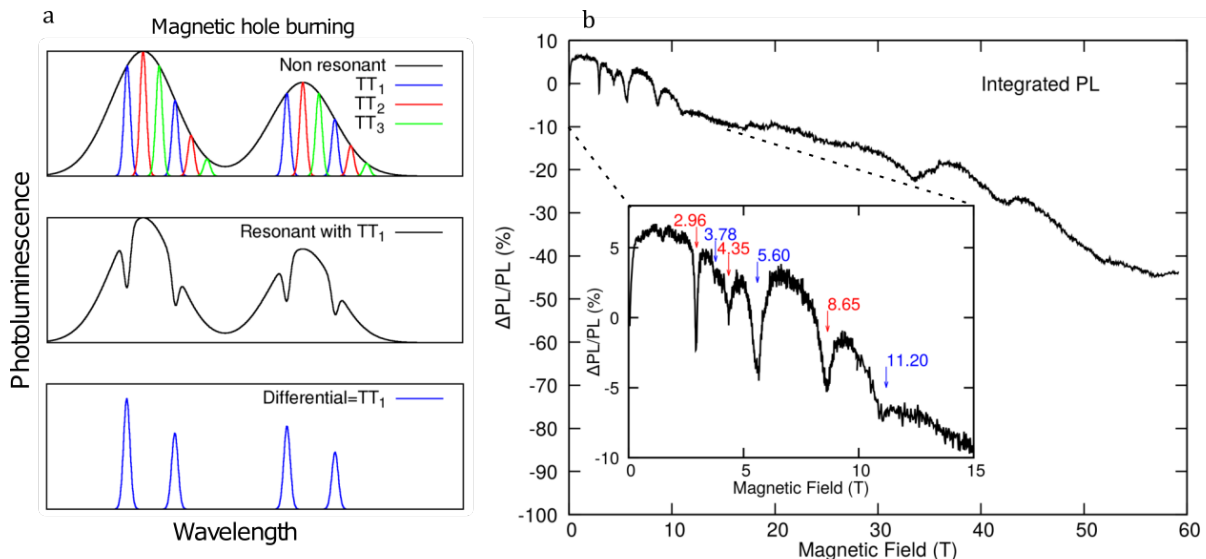 a
Magnetic hole burning
Non resonant
TT₁
TT₂
TT₃
Resonant with TT₁
Differential=TT₁
Photoluminescence
Wavelength
b
Integrated PL
ΔPL/PL (%)
10
0
-10
-20
-30
-40
-50
-60
-70
-80
-90
-100
0 10 20 30 40 50 60
Magnetic Field (T)
2.96
3.78
4.35
5.60
8.65
11.20
ΔPL/PL (%)
5
0
-5
-10
0 5 10 15
Magnetic Field (T)